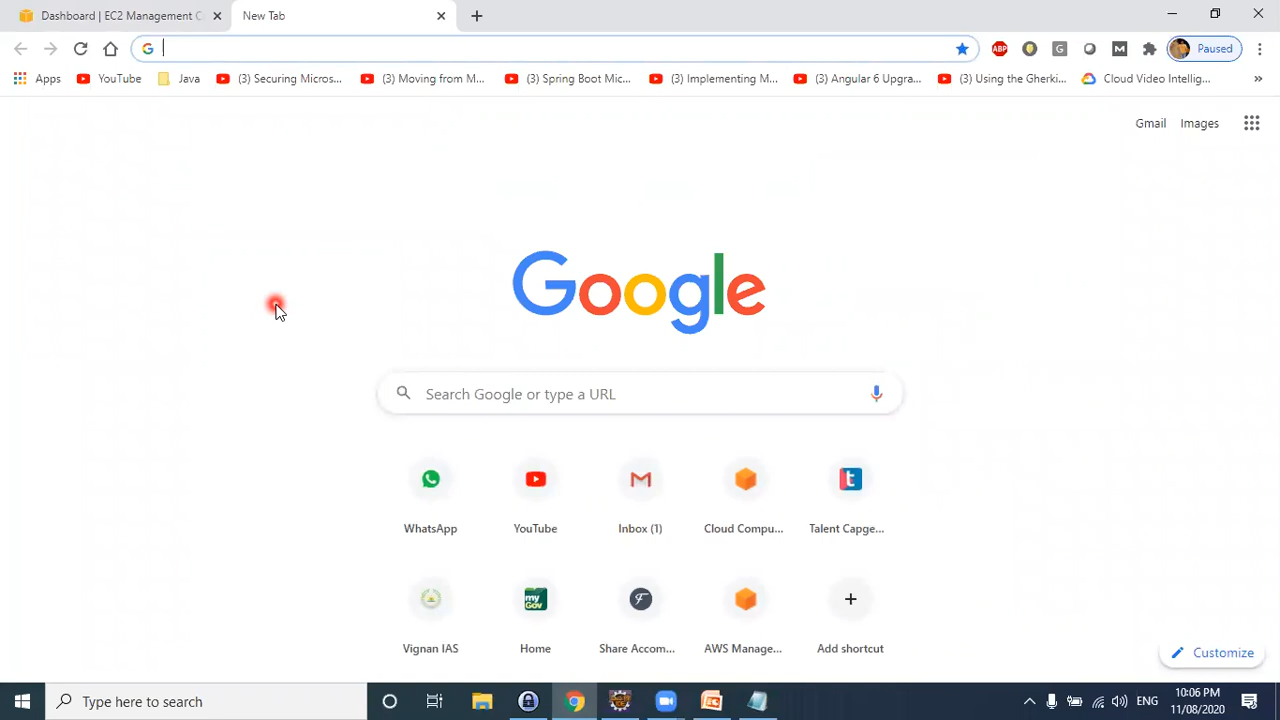 Dashboard | EC2 Management C
New Tab
ABP
G
M
Paused
Apps
YouTube
Java
(3) Securing Micros...
(3) Moving from M...
(3) Spring Boot Mic...
(3) Implementing M...
(3) Angular 6 Upgra...
(3) Using the Gherki...
Cloud Video Intellig...
»
Gmail
Images
Google
Search Google or type a URL
WhatsApp
YouTube
Inbox (1)
Cloud Compu...
t
Talent Capge...
Vignan IAS
my
Gov
Home
F
Share Accom...
AWS Manage...
Add shortcut
Customize
Type here to search
ENG
10:06 PM
11/08/2020